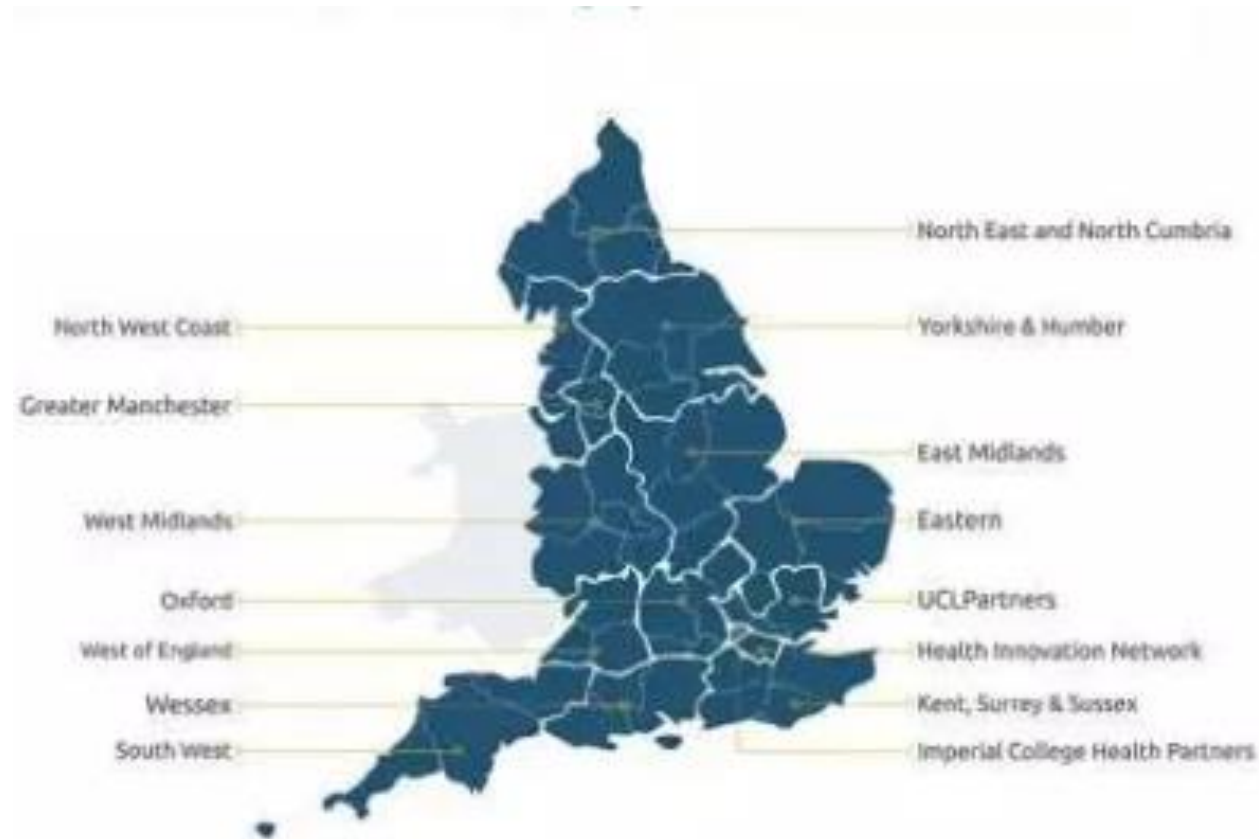 North East and North Cumbria
North West Coast
Yorkshire & Humber
Greater Manchester
East Midlands
West Midlands
Eastern
Oxford
UCLPartners
West of England
Health Innovation Network
Wessex
Kent, Surrey & Sussex
South West
Imperial College Health Partners